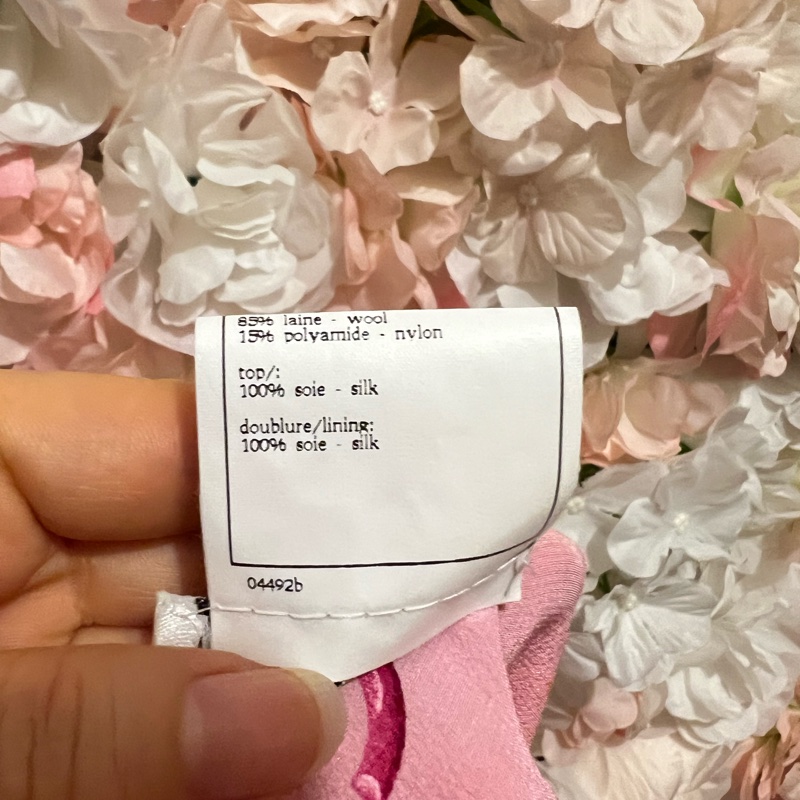 85% laine - wool
15% polyamide - nylon
top/:
100% soie - silk
doublure/lining:
100% soie - silk
04492b